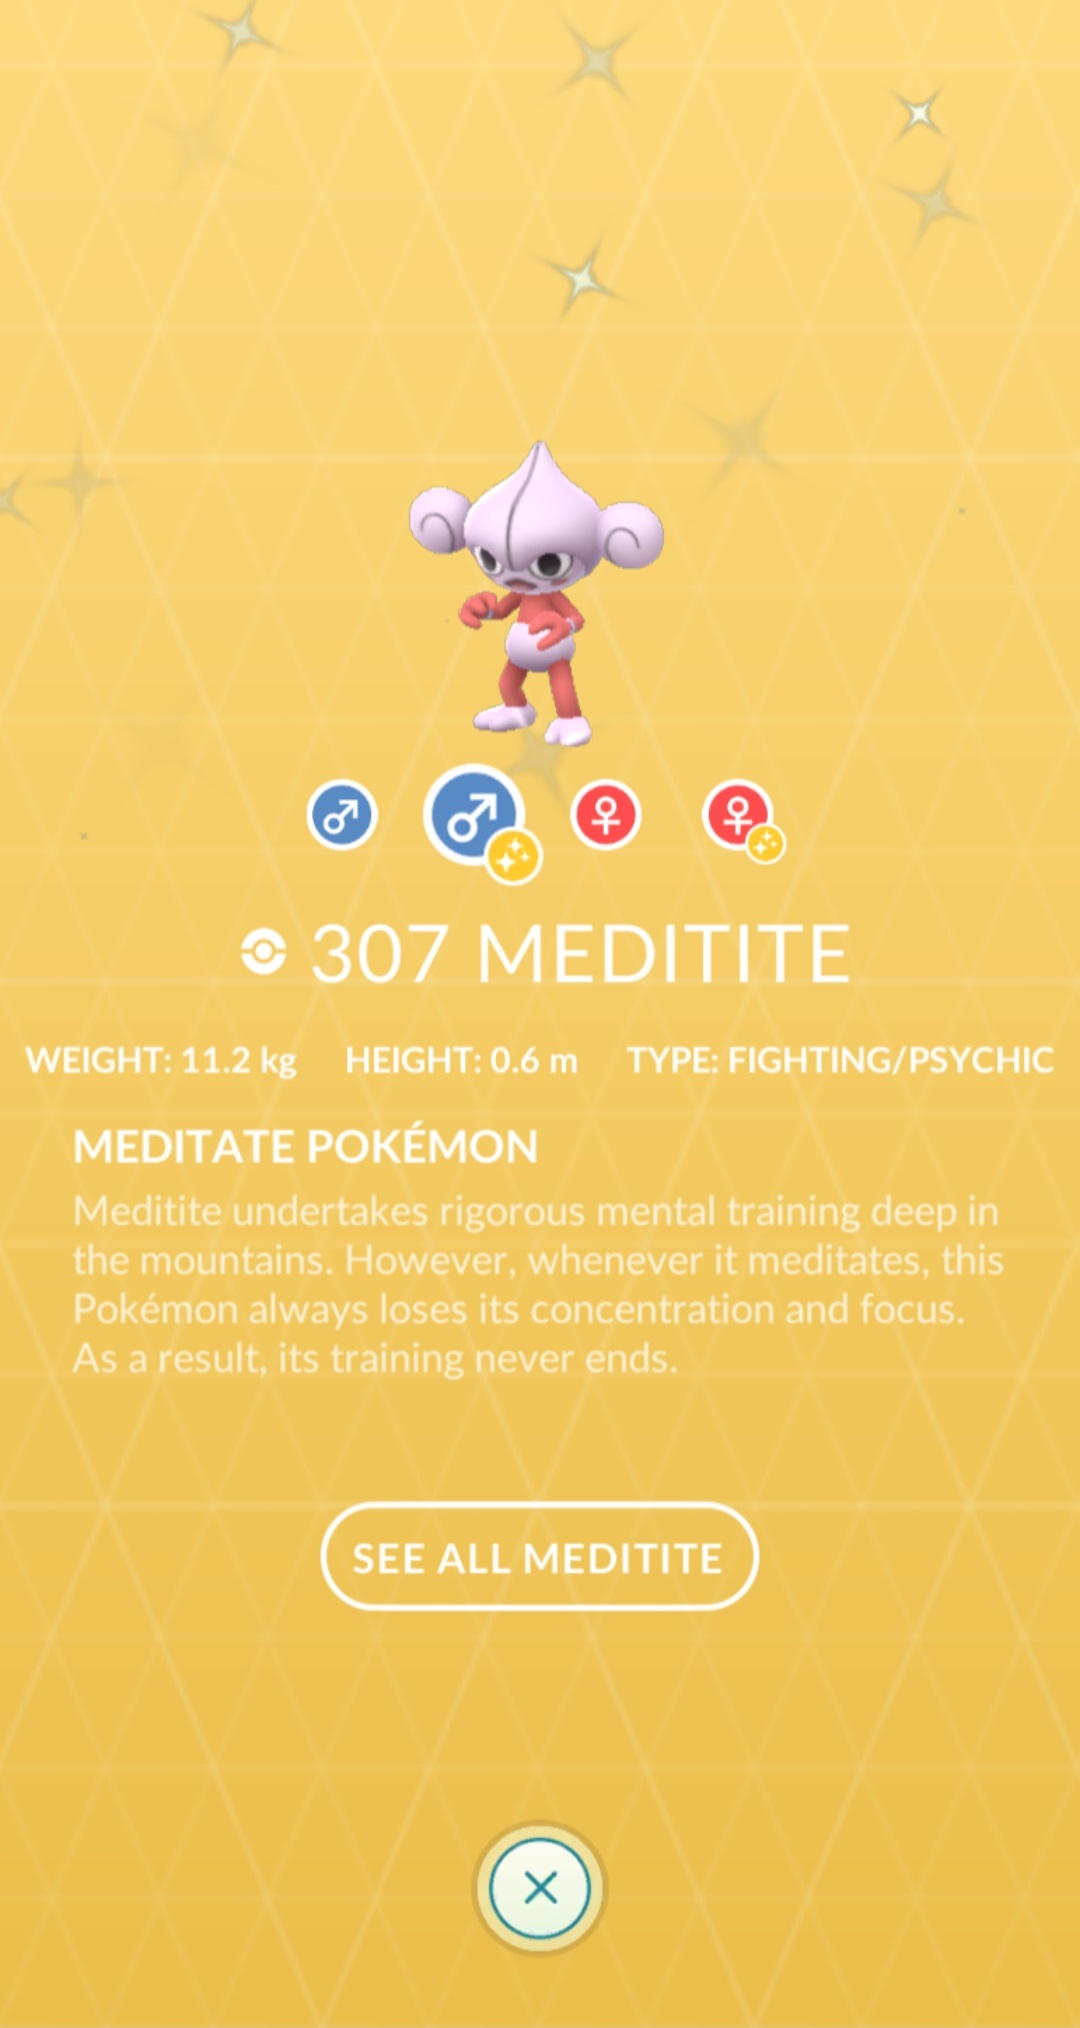 307 MEDITITE
WEIGHT: 11.2 kg HEIGHT: 0.6 m TYPE: FIGHTING/PSYCHIC
MEDITATE POKÉMON
Meditite undertakes rigorous mental training deep in
the mountains. However, whenever it meditates, this
Pokémon always loses its concentration and focus.
As a result, its training never ends.
SEE ALL MEDITITE